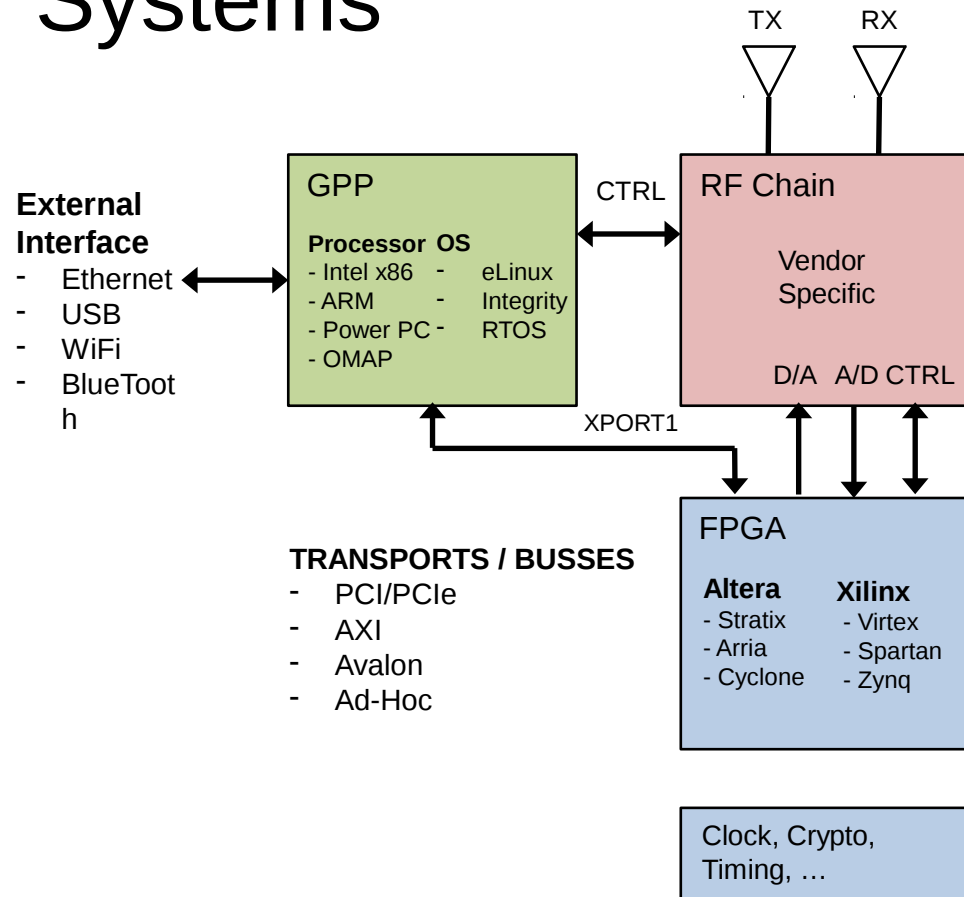 Systems
TX
RX
External
Interface
- Ethernet
- USB
- WiFi
- BlueToot
h
GPP
Processor OS
- Intel x86 - eLinux
- ARM - Integrity
- Power PC - RTOS
- OMAP
CTRL
RF Chain
Vendor
Specific
D/A A/D CTRL
XPORT1
TRANSPORTS / BUSSES
- PCI/PCIe
- AXI
- Avalon
- Ad-Hoc
FPGA
Altera Xilinx
- Stratix - Virtex
- Arria - Spartan
- Cyclone - Zynq
Clock, Crypto,
Timing, …